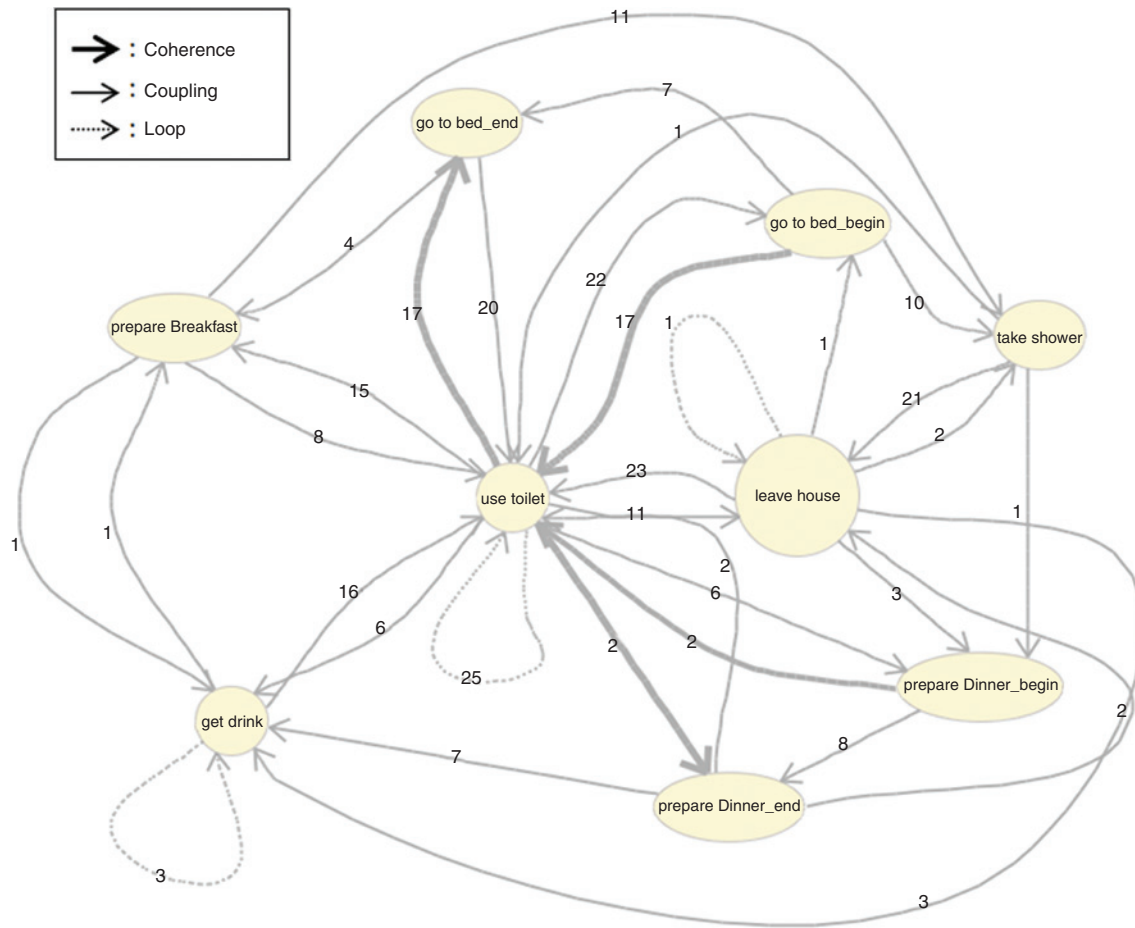 11
: Coherence
: Coupling
: Loop
7
go to bed_end
1
go to bed_begin
4
22
20
17
17
10
1
1
prepare Breakfast
take shower
15
21
8
2
23
use toilet
leave house
11
1
1
1
2
16
6
3
6
2
2
25
prepare Dinner_begin
2
get drink
8
7
prepare Dinner_end
3
3